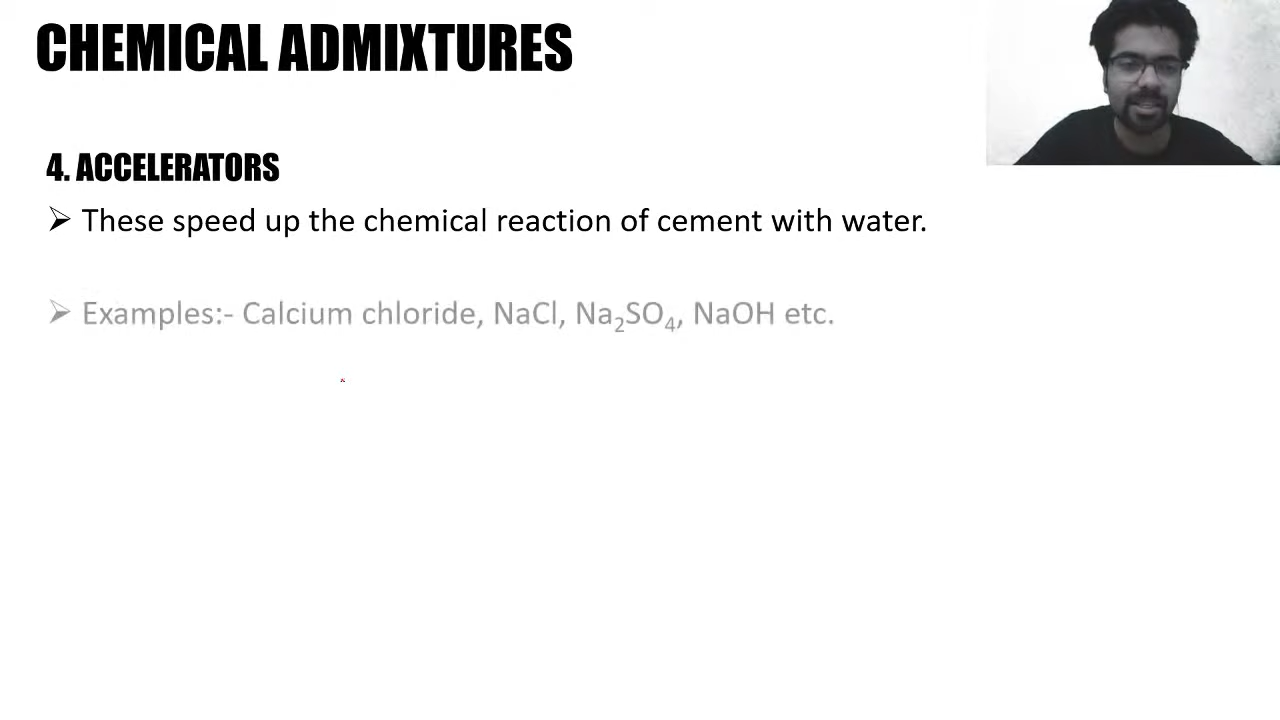 CHEMICAL ADMIXTURES
4. ACCELERATORS
➢ These speed up the chemical reaction of cement with water.
➢ Examples:- Calcium chloride, NaCl, Na₂SO₄, NaOH etc.